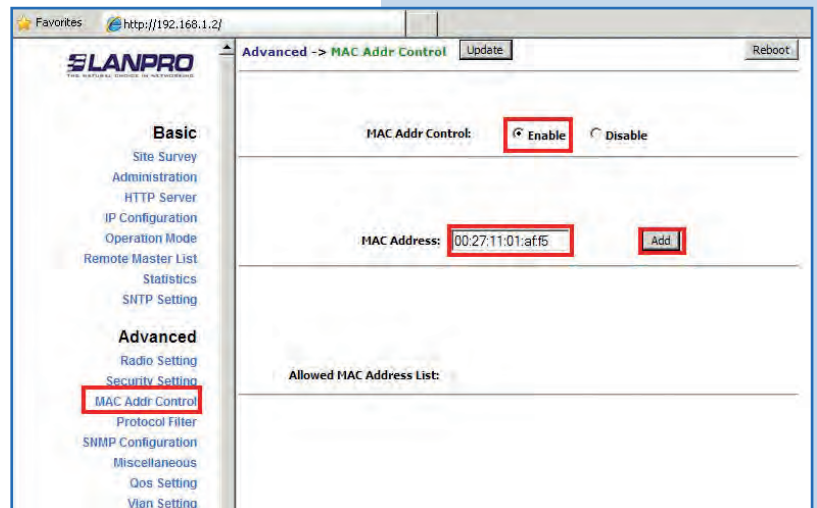 Favorites http://192.168.1.2/
LANPRO
THE NATURAL CHOICE IN NETWORKING
Advanced -> MAC Addr Control Update Reboot
Basic
Site Survey
Administration
HTTP Server
IP Configuration
Operation Mode
Remote Master List
Statistics
SNTP Setting
Advanced
Radio Setting
Security Setting
MAC Addr Control
Protocol Filter
SNMP Configuration
Miscellaneous
Qos Setting
Vlan Setting
MAC Addr Control: Enable Disable
MAC Address: 00:27:11:01:af:f5 Add
Allowed MAC Address List: